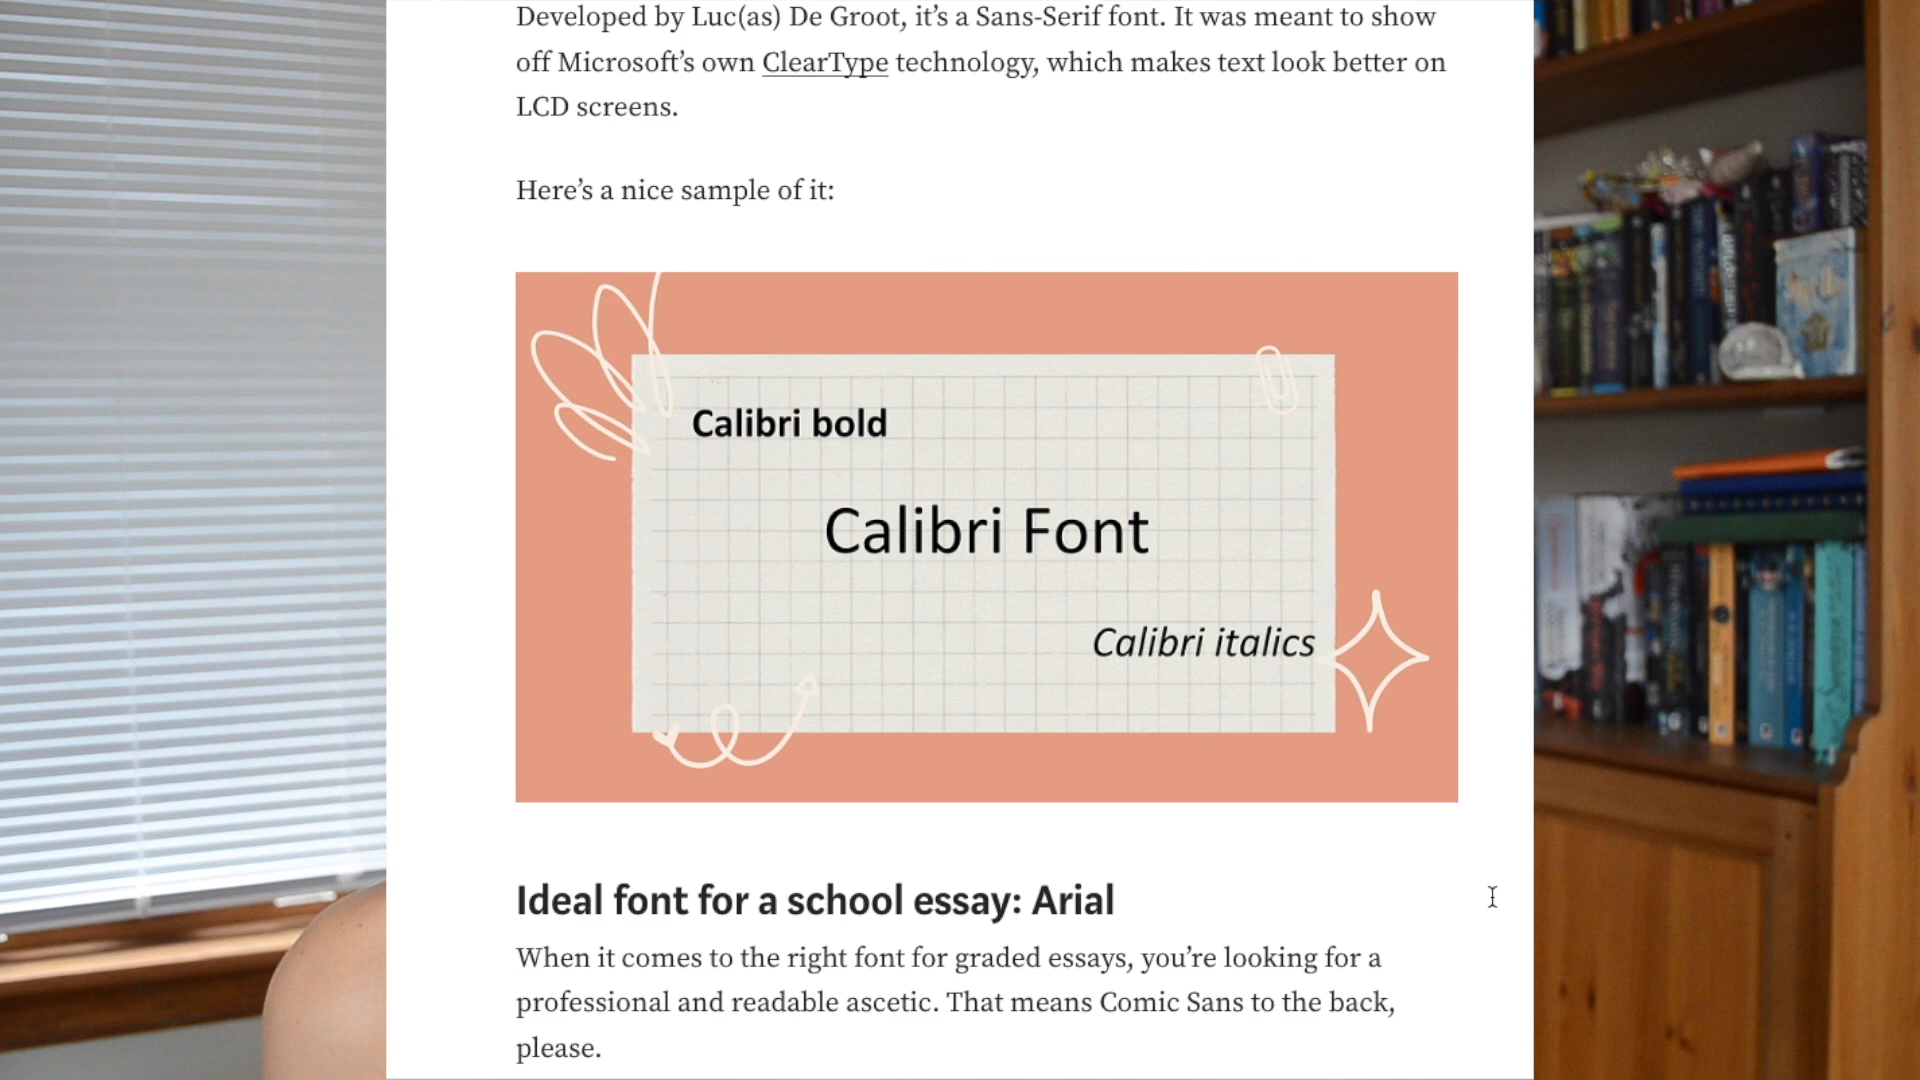 Developed by Luc(as) De Groot, it’s a Sans-Serif font. It was meant to show
off Microsoft’s own ClearType technology, which makes text look better on
LCD screens.
Here’s a nice sample of it:
Calibri bold
Calibri Font
Calibri italics
Ideal font for a school essay: Arial
When it comes to the right font for graded essays, you’re looking for a
professional and readable ascetic. That means Comic Sans to the back,
please.